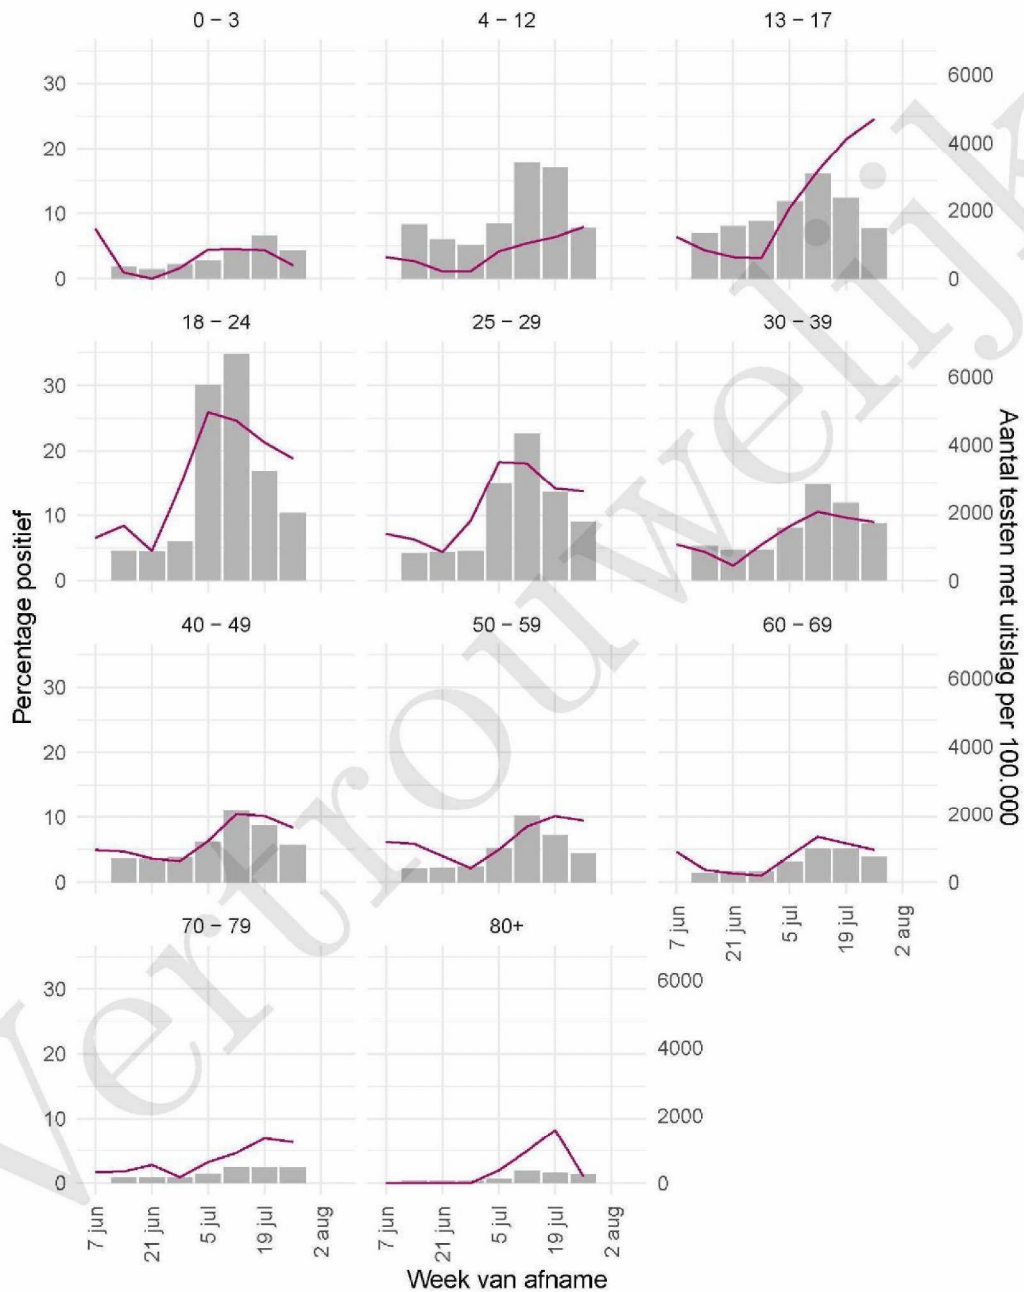 0 – 3
4 – 12
13 – 17
30
20
10
0
6000
4000
2000
0
18 – 24
25 – 29
30 – 39
30
20
10
0
6000
4000
2000
0
40 – 49
50 – 59
60 – 69
30
20
10
0
6000
4000
2000
0
7 jun
21 jun
5 jul
19 jul
2 aug
70 – 79
80+
30
20
10
0
6000
4000
2000
0
7 jun
21 jun
5 jul
19 jul
2 aug
7 jun
21 jun
5 jul
19 jul
2 aug
Percentage positief
Aantal testen met uitslag per 100.000
Week van afname
Vertrouwelijk